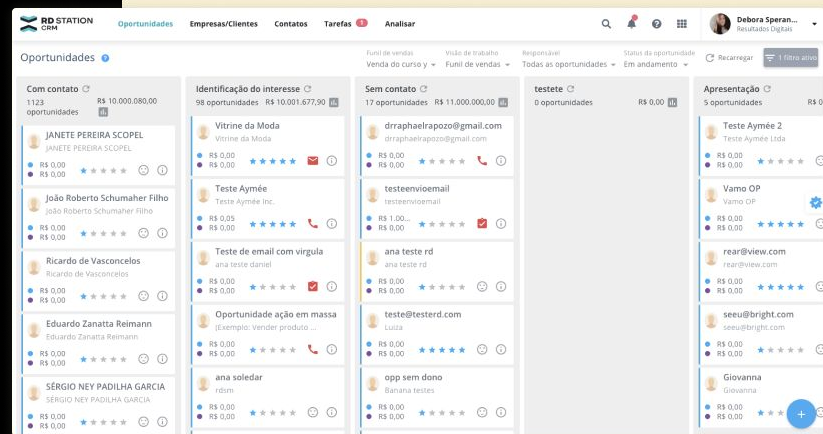 RD STATION
CRM
Oportunidades
Empresas/Clientes
Contatos
Tarefas 1
Analisar
Debora Speran...
Resultados Digitais
Oportunidades
Funil de vendas
Venda do curso y
Visão de trabalho
Funil de vendas
Responsável
Todas as oportunidades
Status da oportunidade
Em andamento
Recarregar
1 filtro ativo
Com contato
1123
oportunidades
R$ 10.000.080,00
JANETE PEREIRA SCOPEL
JANETE PEREIRA SCOPEL
R$ 0,00
R$ 0,00
João Roberto Schumaher Filho
João Roberto Schumaher Filho
R$ 0,00
R$ 0,00
Ricardo de Vasconcelos
Ricardo de Vasconcelos
R$ 0,00
R$ 0,00
Eduardo Zanatta Reimann
Eduardo Zanatta Reimann
R$ 0,00
R$ 0,00
SÉRGIO NEY PADILHA GARCIA
SÉRGIO NEY PADILHA GARCIA
R$ 0,00
R$ 0,00
Identificação do interesse
98 oportunidades R$ 10.001.677,90
Vitrine da Moda
Vitrine da Moda
R$ 0,00
R$ 0,00
Teste Aymée
Teste Aymée Inc.
R$ 0,05
R$ 0,00
Teste de email com virgula
ana teste daniel
R$ 0,00
R$ 0,00
Oportunidade ação em massa
(Exemplo: Vender produto ...
R$ 0,00
R$ 0,00
ana soledar
rdsm
R$ 0,00
R$ 0,00
Sem contato
17 oportunidades R$ 11.000.000,00
drraphaelrapozo@gmail.com
drraphaelrapozo@gmail.com
R$ 0,00
R$ 0,00
testeenvioemail
testeenvioemail
R$ 1.00...
R$ 0,00
ana teste rd
ana teste rd
R$ 0,00
R$ 0,00
teste@testerd.com
Luiza
R$ 0,00
R$ 0,00
opp sem dono
Banana testes
R$ 0,00
R$ 0,00
testete
0 oportunidades R$ 0,00
Apresentação
5 oportunidades R$ 0
Teste Aymée 2
Teste Aymée Ltda
R$ 0,00
R$ 0,00
Vamo OP
Vamo OP
R$ 0,00
R$ 0,00
rear@view.com
rear@view.com
R$ 0,00
R$ 0,00
seeu@bright.com
seeu@bright.com
R$ 0,00
R$ 0,00
Giovanna
Giovanna
R$ 0,00
R$ 0,00